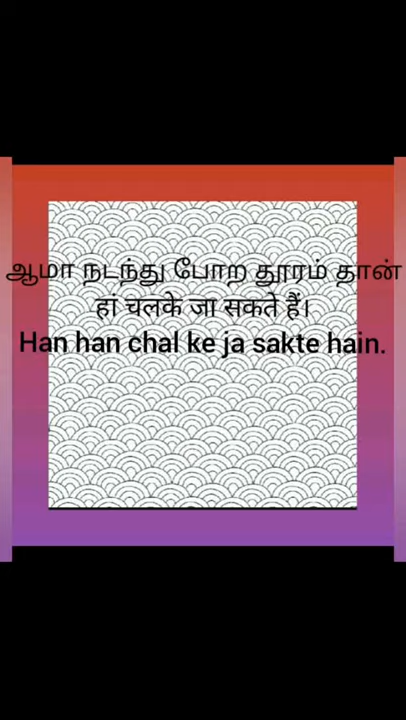 ஆமா நடந்து போற தூரம் தான்
हां चलके जा सकते हैं।
Han han chal ke ja sakte hain.